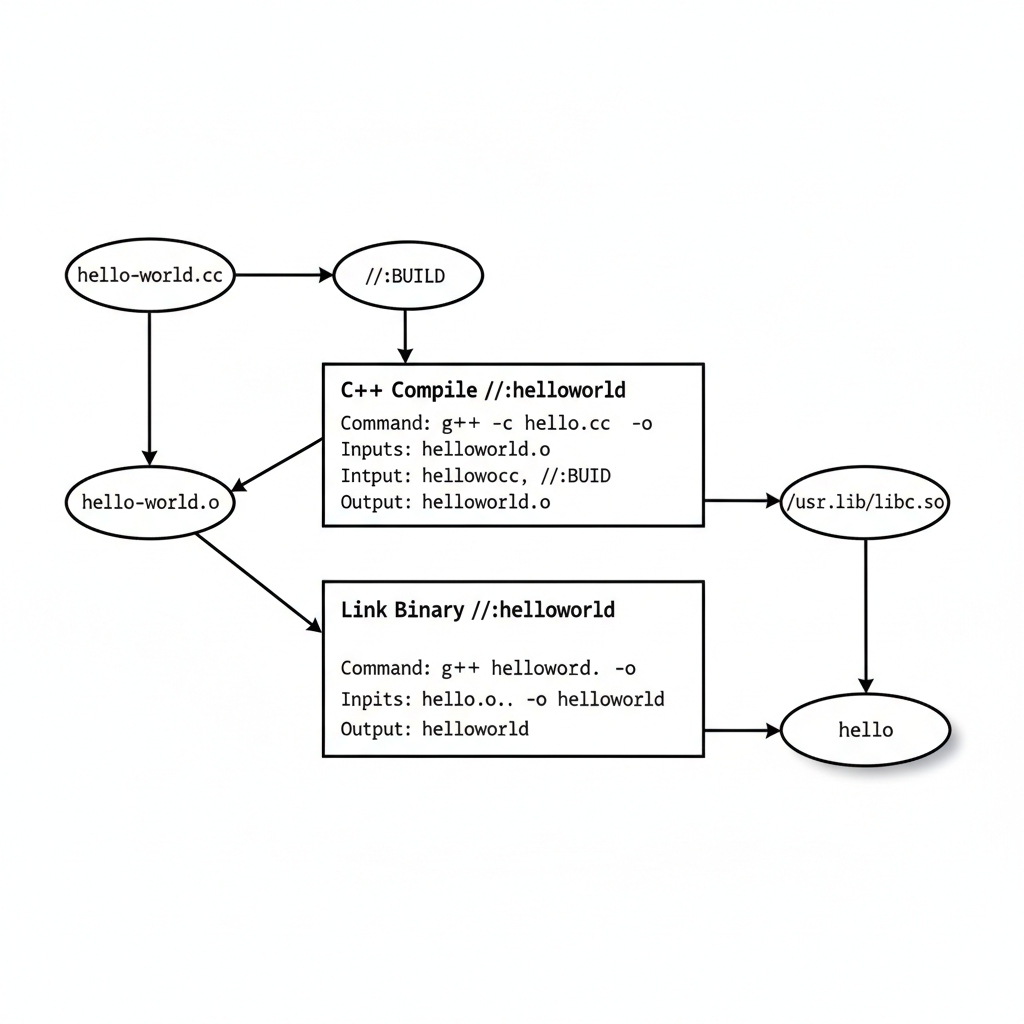 hello-world.cc
//:BUILD
C++ Compile //:helloworld
Command: g++ -c hello.cc -o
Inputs: helloworld.o
Intput: hellowocc, //:BUID
Output: helloworld.o
hello-world.o
/usr.lib/libc.so
Link Binary //:helloworld
Command: g++ helloword. -o
Inpits: hello.o.. -o helloworld
Output: helloworld
hello